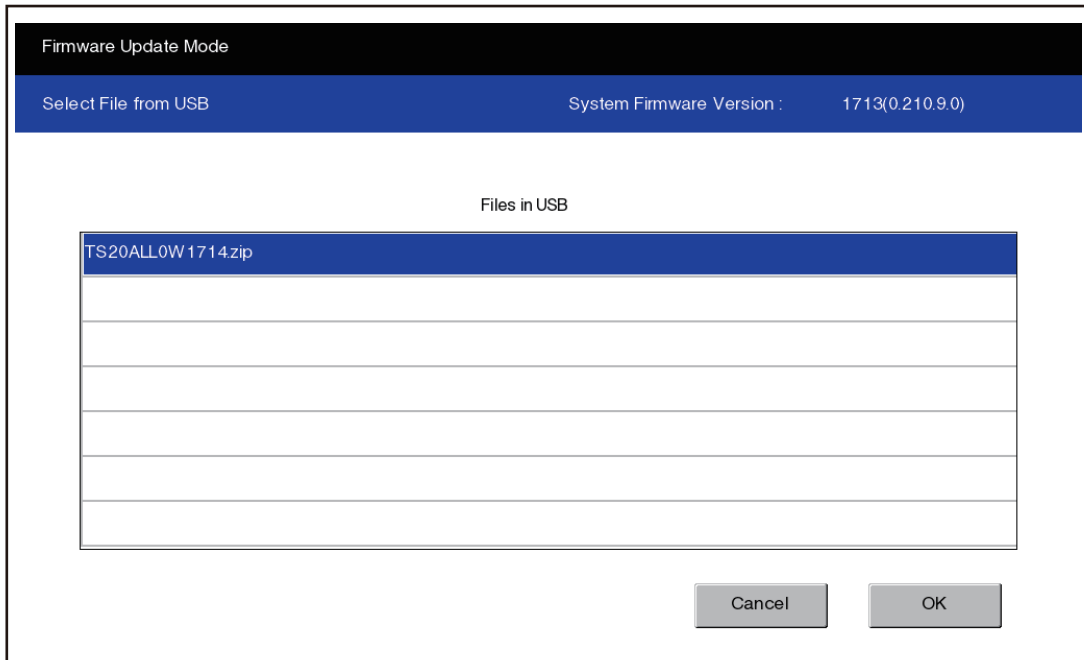 Firmware Update Mode
Select File from USB System Firmware Version : 1713(0.210.9.0)
Files in USB
TS20ALL0W1714.zip
Cancel OK